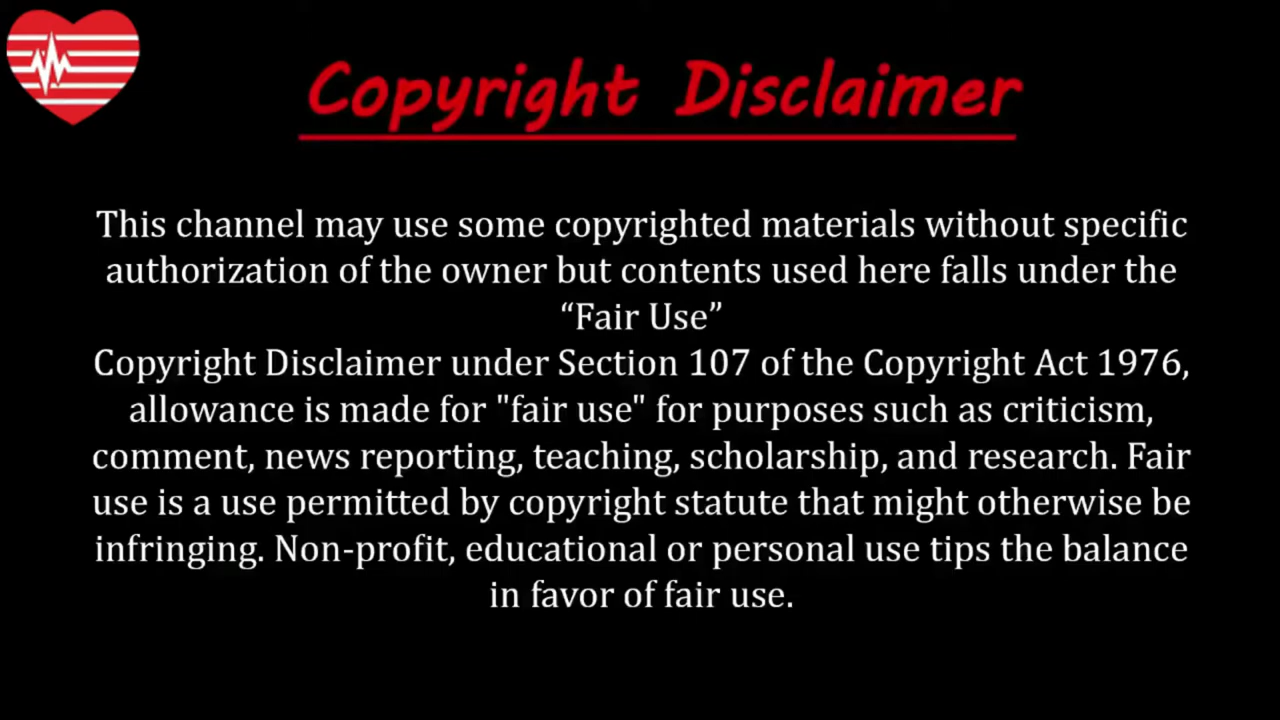 Copyright Disclaimer
This channel may use some copyrighted materials without specific
authorization of the owner but contents used here falls under the
“Fair Use”
Copyright Disclaimer under Section 107 of the Copyright Act 1976,
allowance is made for "fair use" for purposes such as criticism,
comment, news reporting, teaching, scholarship, and research. Fair
use is a use permitted by copyright statute that might otherwise be
infringing. Non-profit, educational or personal use tips the balance
in favor of fair use.